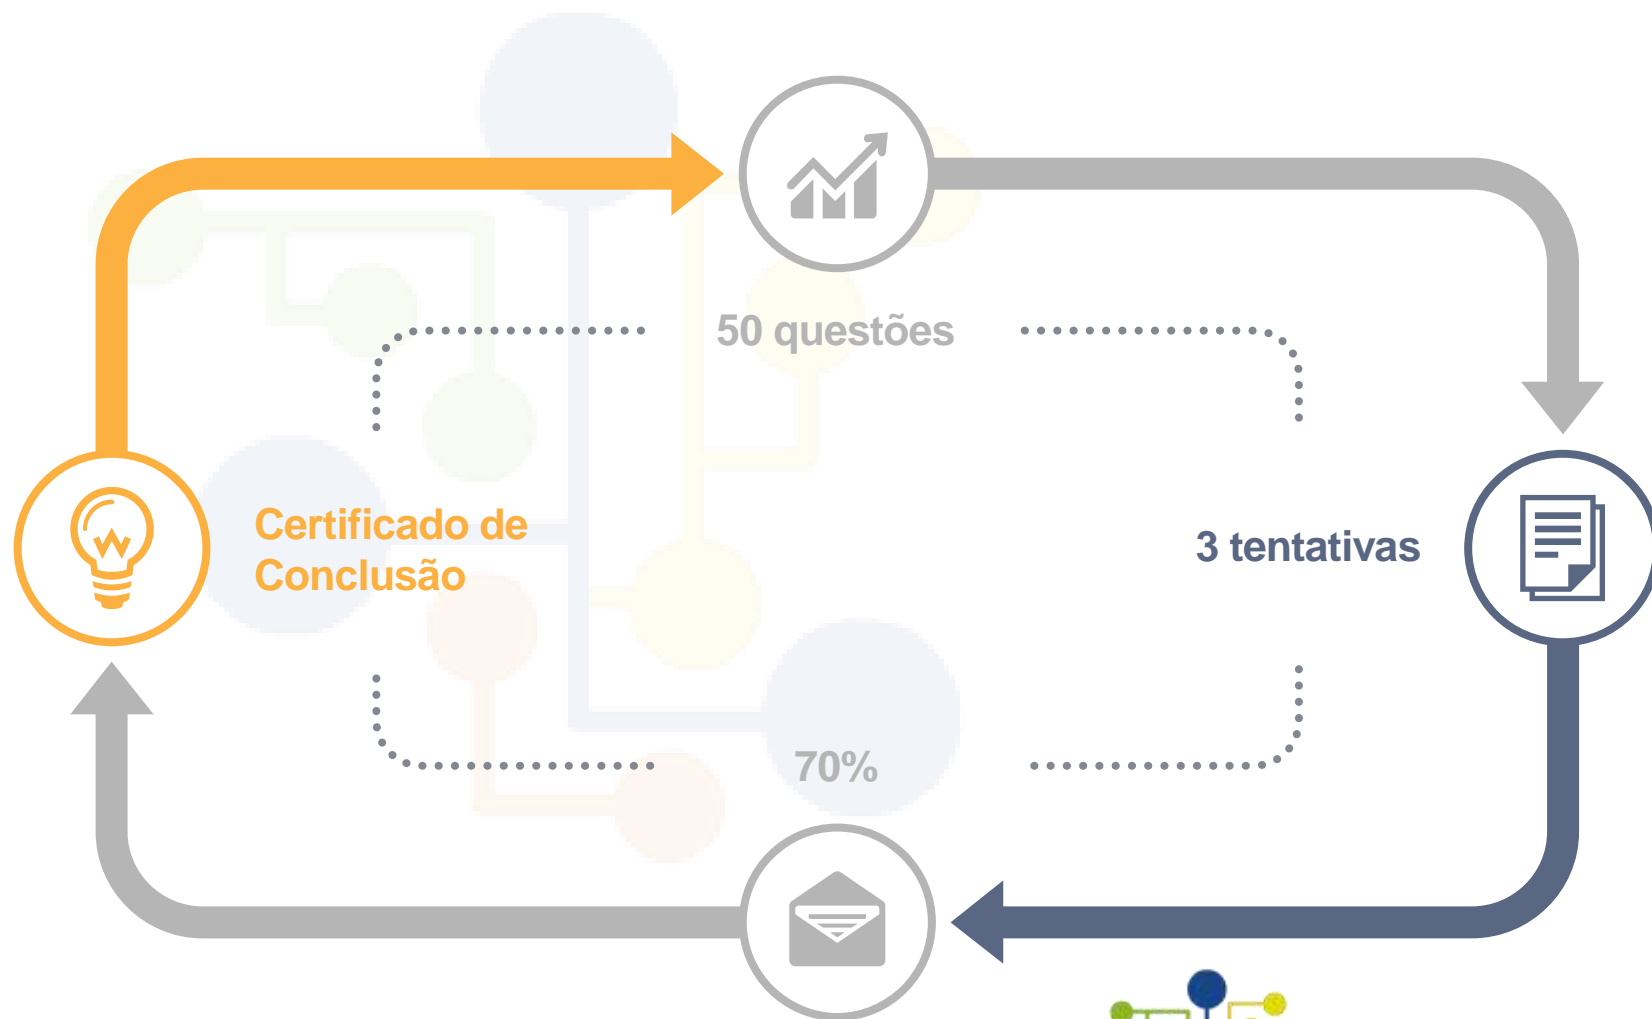 50 questões
Certificado de
Conclusão
3 tentativas
70%